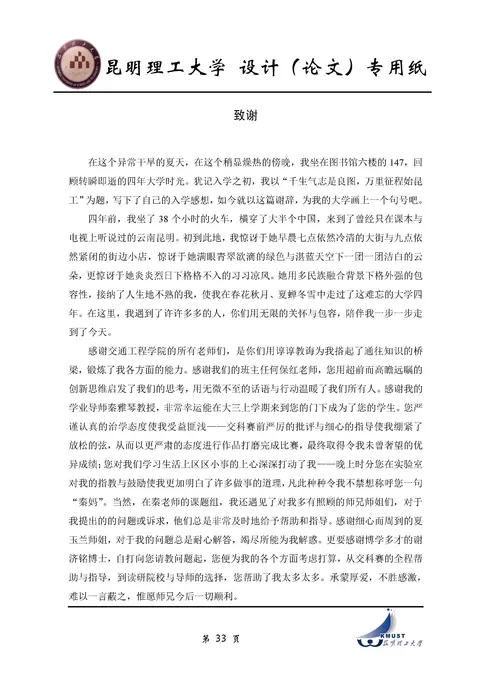 昆明理工大学 设计（论文）专用纸
致谢
在这个异常干旱的夏天，在这个稍显燥热的傍晚，我坐在图书馆六楼的 147，回
顾转瞬即逝的四年大学时光。犹记入学之初，我以“千生气志是良图，万里征程始昆
工”为题，写下了自己的入学感想，如今就以这篇谢辞，为我的大学画上一个句号吧。
四年前，我坐了 38 个小时的火车，横穿了大半个中国，来到了曾经只在课本与
电视上听说过的云南昆明。初到此地，我惊讶于她早晨七点依然冷清的大街与九点依
然紧闭的街边小店，惊讶于她满眼青翠欲滴的绿色与湛蓝天空下一团一团洁白的云
朵，更惊讶于她炎炎烈日下格格不入的习习凉风。她用多民族融合背景下格外强的包
容性，接纳了人生地不熟的我，使我在春花秋月、夏蝉冬雪中走过了这难忘的大学四
年。在这里，我遇到了许许多多的人，你们用无限的关怀与包容，陪伴我一步一步走
到了今天。
感谢交通工程学院的所有老师们，是你们用谆谆教诲为我搭起了通往知识的桥
梁，锻炼了我各方面的能力。感谢我们的班主任何保红老师，您用超前而高瞻远瞩的
创新思维启发了我们的思考，用无微不至的话语与行动温暖了我们所有人。感谢我的
学业导师秦雅琴教授，非常幸运能在大三上学期来到您的门下成为了您的学生。您严
谨认真的治学态度使我受益匪浅——交科赛前严厉的批评与细心的指导使我绷紧了
放松的弦，从而以更严肃的态度进行作品打磨完成比赛，最终取得令我未曾奢望的优
异成绩；您对我们学习生活上区区小事的上心深深打动了我——晚上时分您在实验室
对我的指教与鼓励使我更加明白了许多做事的道理，凡此种种令我不禁想称呼您一句
“秦妈”。当然，在秦老师的课题组，我还遇见了对我多有照顾的师兄师姐们，对于
我提出的的问题或诉求，他们总是非常及时地给予帮助和指导。感谢细心而周到的夏
玉兰师姐，对于我的问题总是耐心解答，竭尽所能为我解惑。更要感谢博学多才的谢
济铭博士，自打向您请教问题起，您便为我的各个方面考虑打算，从交科赛的全程帮
助与指导，到读研院校与导师的选择，您帮助了我太多太多。承蒙厚爱，不胜感激，
难以一言蔽之，惟愿师兄今后一切顺利。
第 33 页
KMUST
昆明理工大学